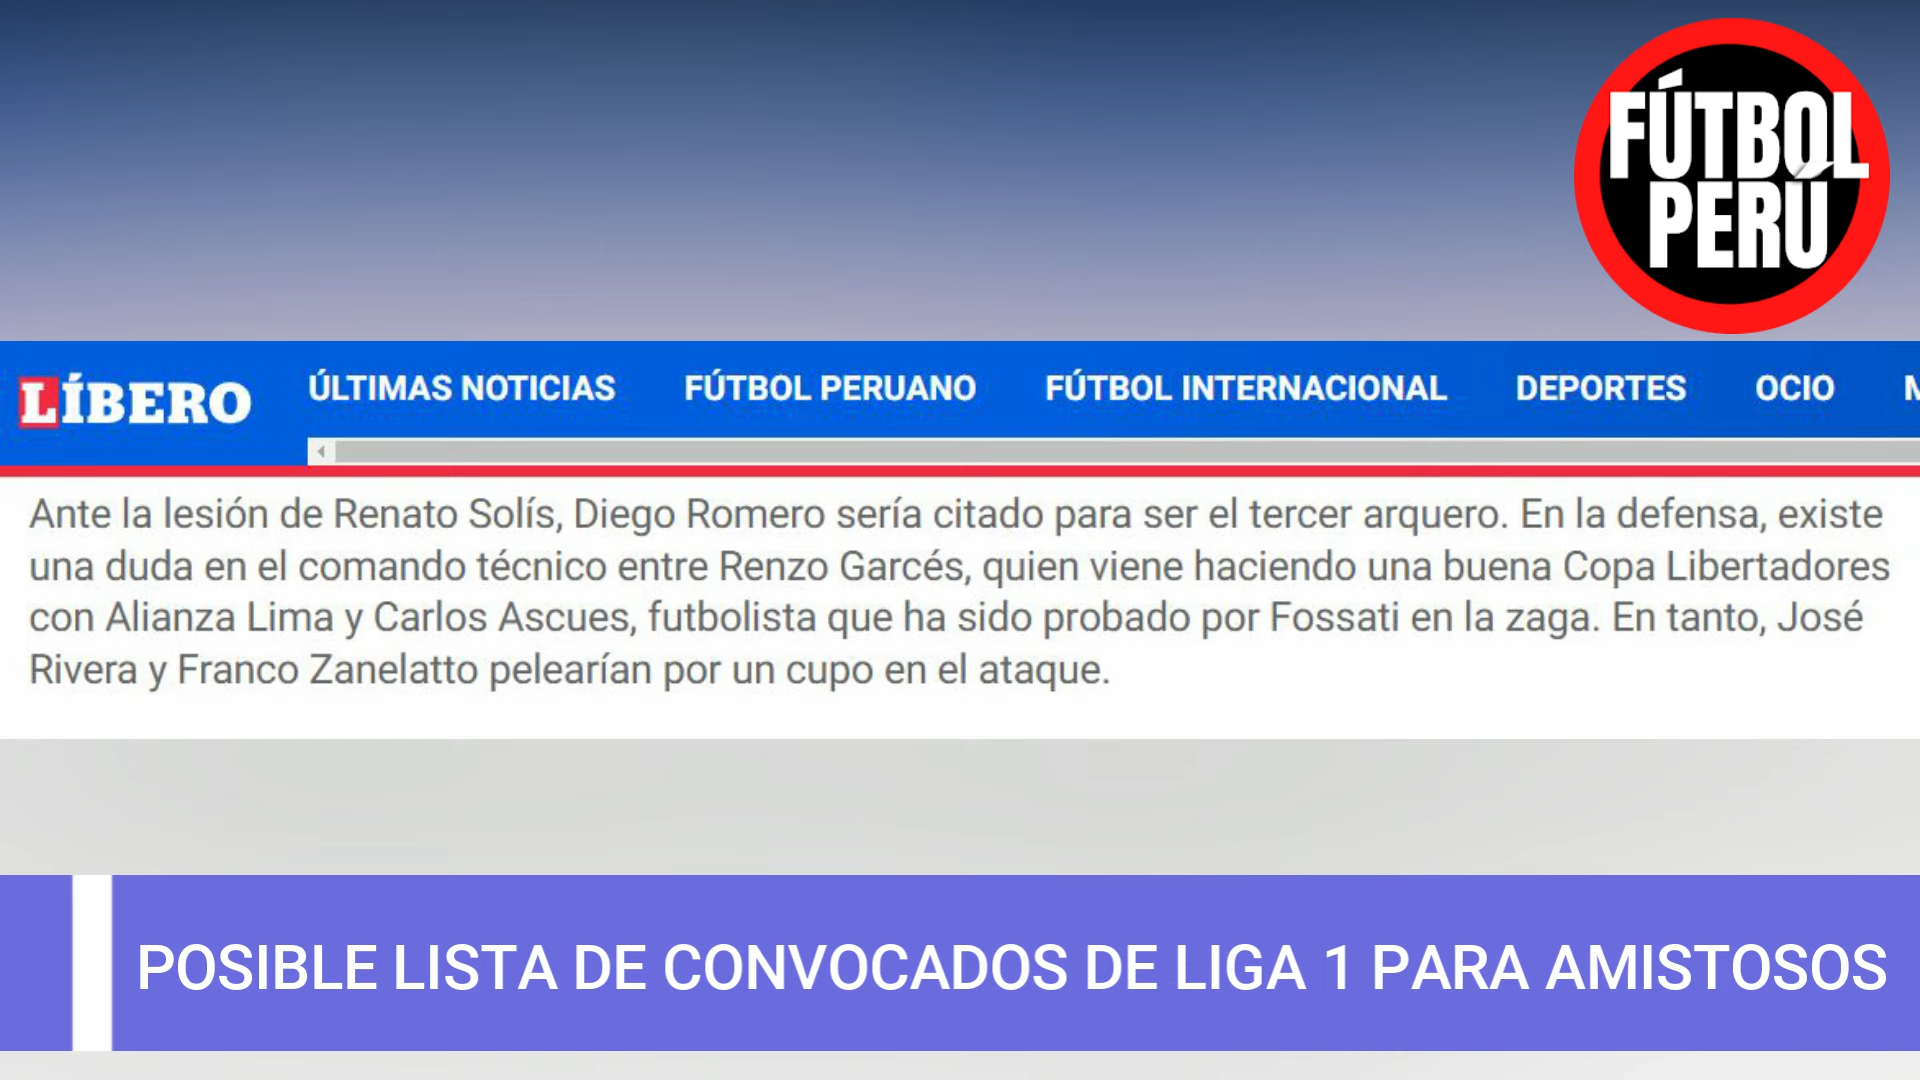 FÚTBOL
PERÚ
LÍBERO
ÚLTIMAS NOTICIAS FÚTBOL PERUANO FÚTBOL INTERNACIONAL DEPORTES OCIO
Ante la lesión de Renato Solís, Diego Romero sería citado para ser el tercer arquero. En la defensa, existe
una duda en el comando técnico entre Renzo Garcés, quien viene haciendo una buena Copa Libertadores
con Alianza Lima y Carlos Ascues, futbolista que ha sido probado por Fossati en la zaga. En tanto, José
Rivera y Franco Zanelatto pelearían por un cupo en el ataque.
POSIBLE LISTA DE CONVOCADOS DE LIGA 1 PARA AMISTOSOS